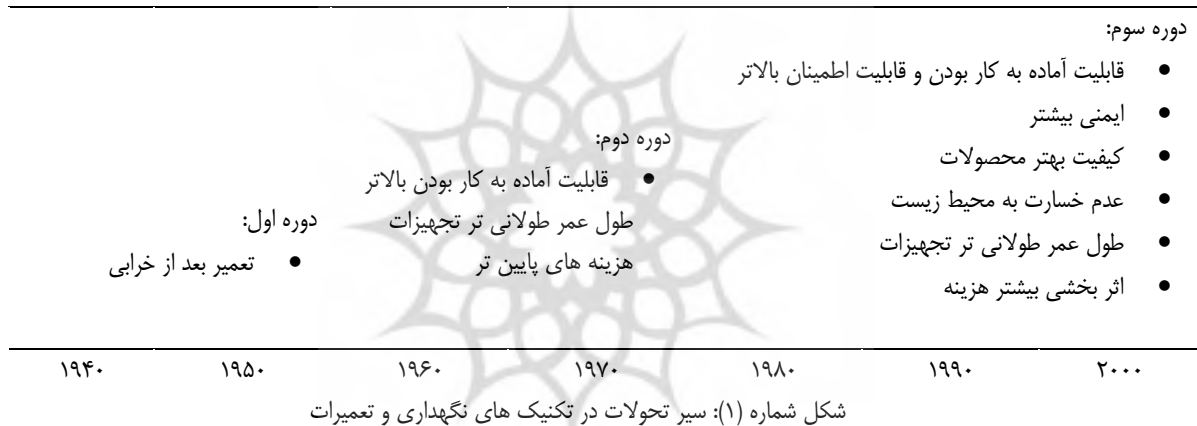 دوره سوم:
• قابلیت آماده به کار بودن و قابلیت اطمینان بالاتر
• ایمنی بیشتر
• کیفیت بهتر محصولات
• عدم خسارت به محیط زیست
• طول عمر طولانی تر تجهیزات
• اثر بخشی بیشتر هزینه
دوره دوم:
• قابلیت آماده به کار بودن بالاتر
طول عمر طولانی تر تجهیزات
هزینه های پایین تر
دوره اول:
• تعمیر بعد از خرابی
۱۹۴۰ ۱۹۵۰ ۱۹۶۰ ۱۹۷۰ ۱۹۸۰ ۱۹۹۰ ۲۰۰۰
شکل شماره (۱): سیر تحولات در تکنیک های نگهداری و تعمیرات